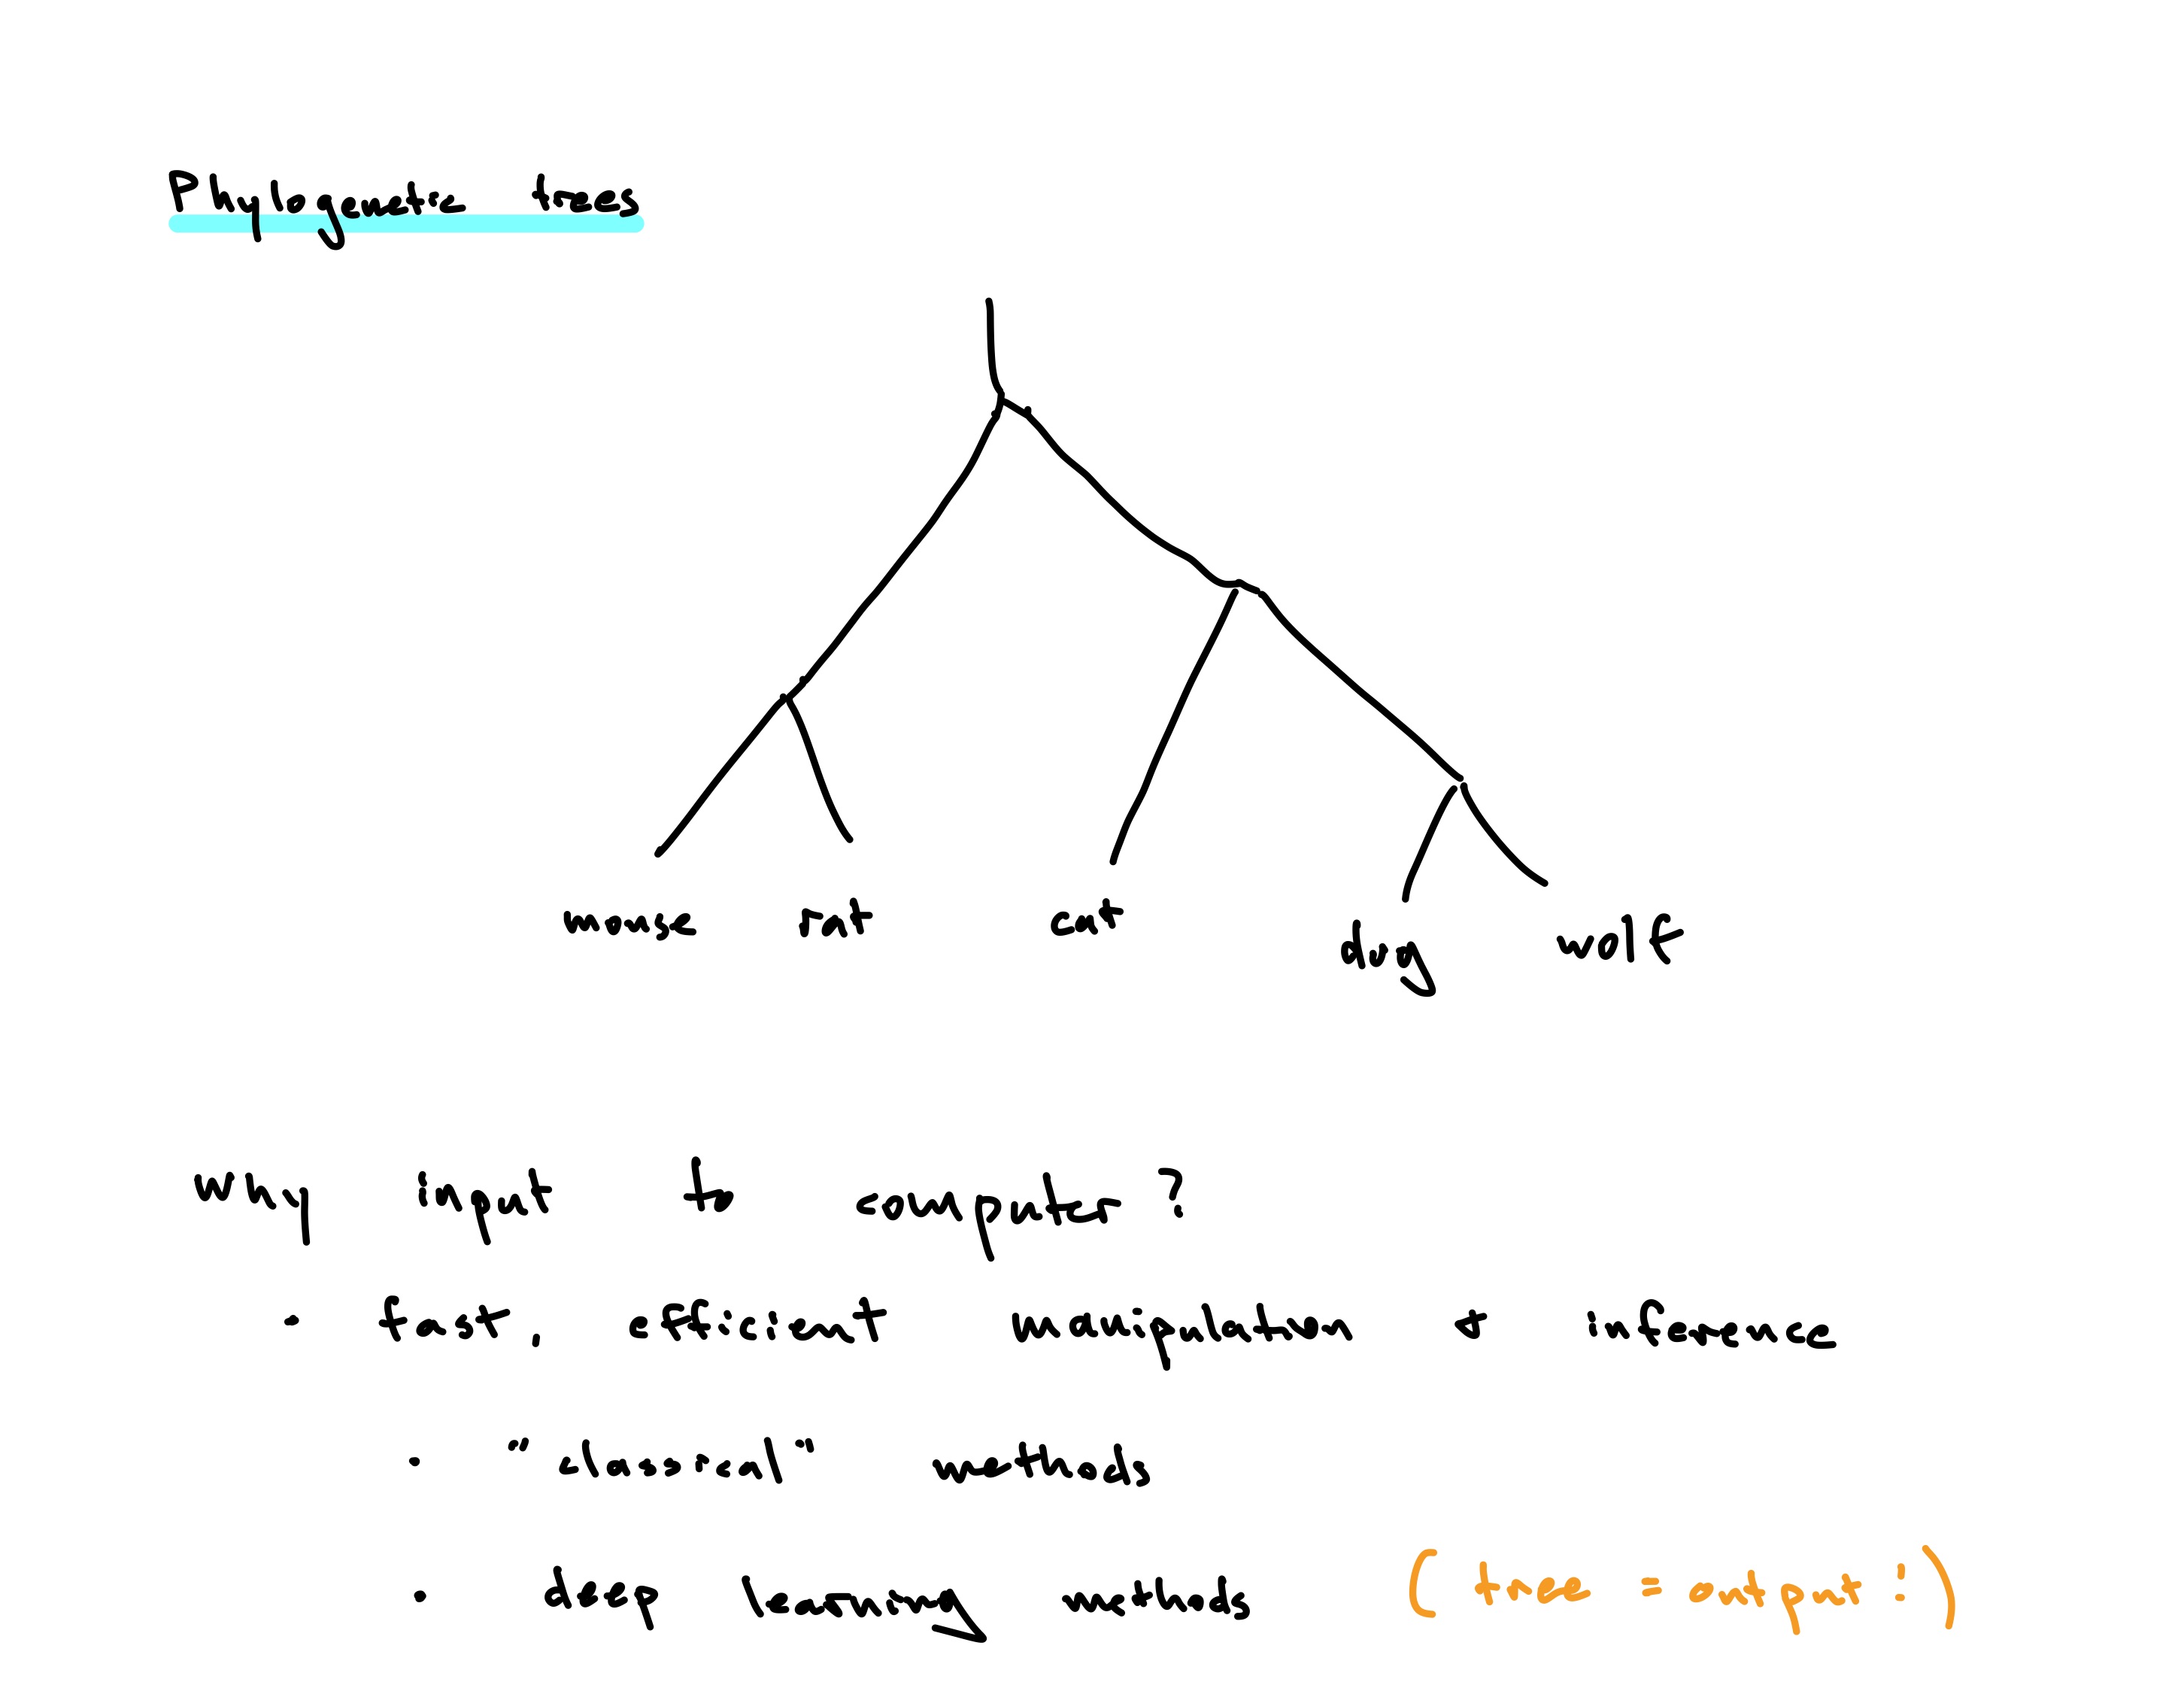 Phylogenetic trees
mouse rat cat dog wolf
Why input to computer?
- fast, efficient manipulation + inference
- "classical" methods
- deep learning methods (tree = output!)